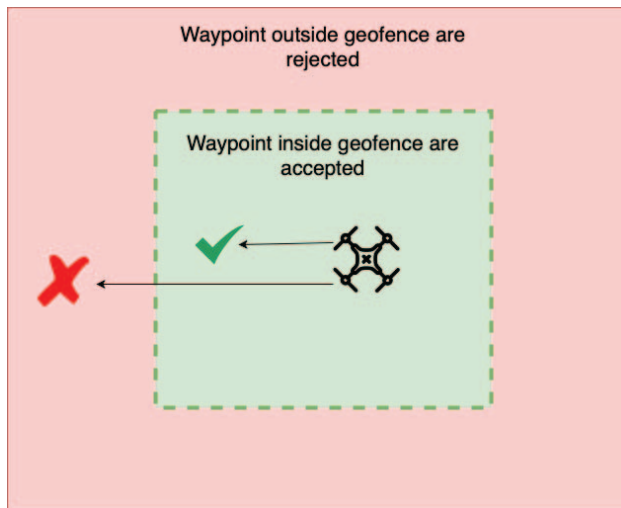 Waypoint outside geofence are
rejected
Waypoint inside geofence are
accepted